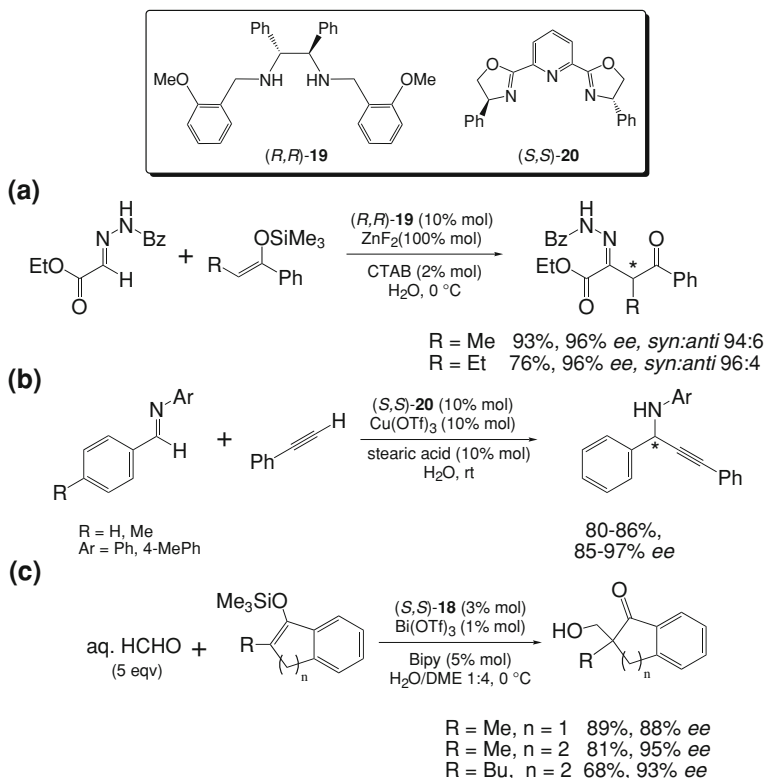 Ph
Ph
OMe
NH
HN
OMe
(R,R)-19
O
N
O
N
N
Ph
Ph
(S,S)-20
(a)
H
N
N
Bz
EtO
H
O
+
OSiMe3
R
Ph
(R,R)-19 (10% mol)
ZnF2(100% mol)
CTAB (2% mol)
H2O, 0 °C
H
N
Bz
N
O
EtO
*
Ph
O
R
R = Me 93%, 96% ee, syn:anti 94:6
R = Et 76%, 96% ee, syn:anti 96:4
(b)
N
Ar
H
R
+
H
Ph
(S,S)-20 (10% mol)
Cu(OTf)3 (10% mol)
stearic acid (10% mol)
H2O, rt
HN
Ar
*
Ph
R = H, Me
Ar = Ph, 4-MePh
80-86%,
85-97% ee
(c)
aq. HCHO
(5 eqv)
+
Me3SiO
R
n
(S,S)-18 (3% mol)
Bi(OTf)3 (1% mol)
Bipy (5% mol)
H2O/DME 1:4, 0 °C
O
HO
R
n
R = Me, n = 1 89%, 88% ee
R = Me, n = 2 81%, 95% ee
R = Bu, n = 2 68%, 93% ee